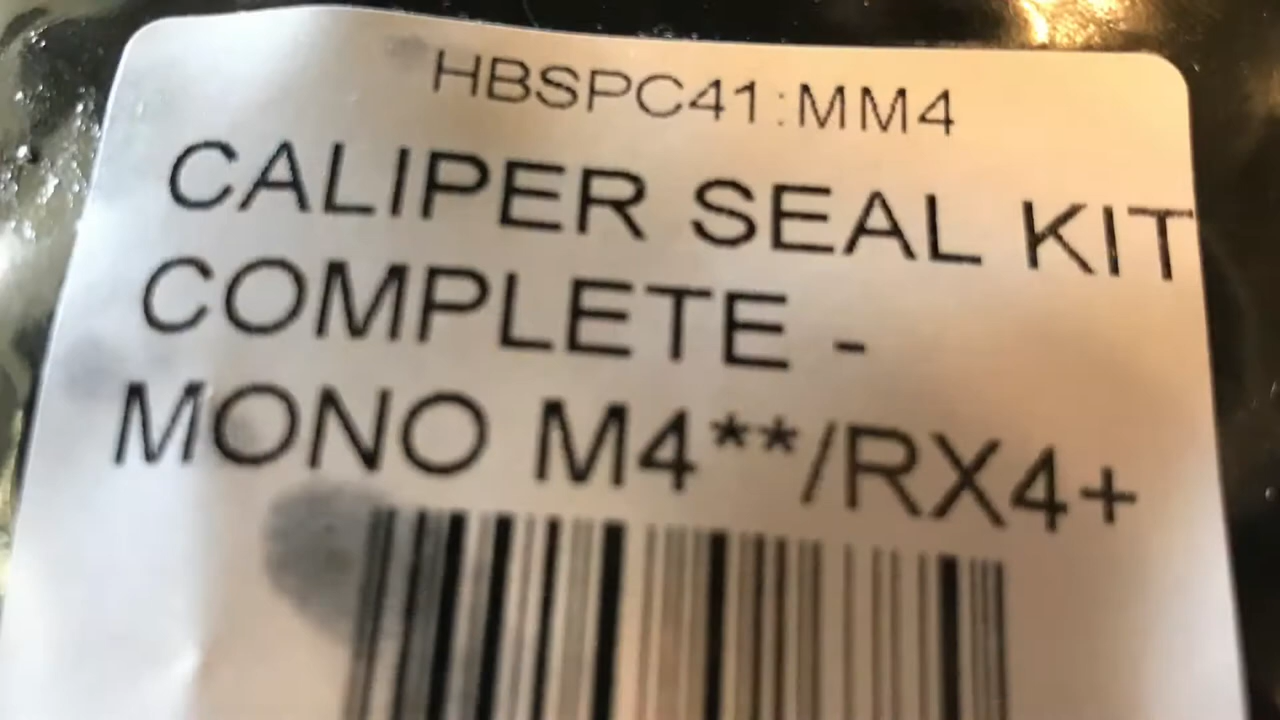 HBSPC41:MM4
CALIPER SEAL KIT
COMPLETE -
MONO M4**/RX4+